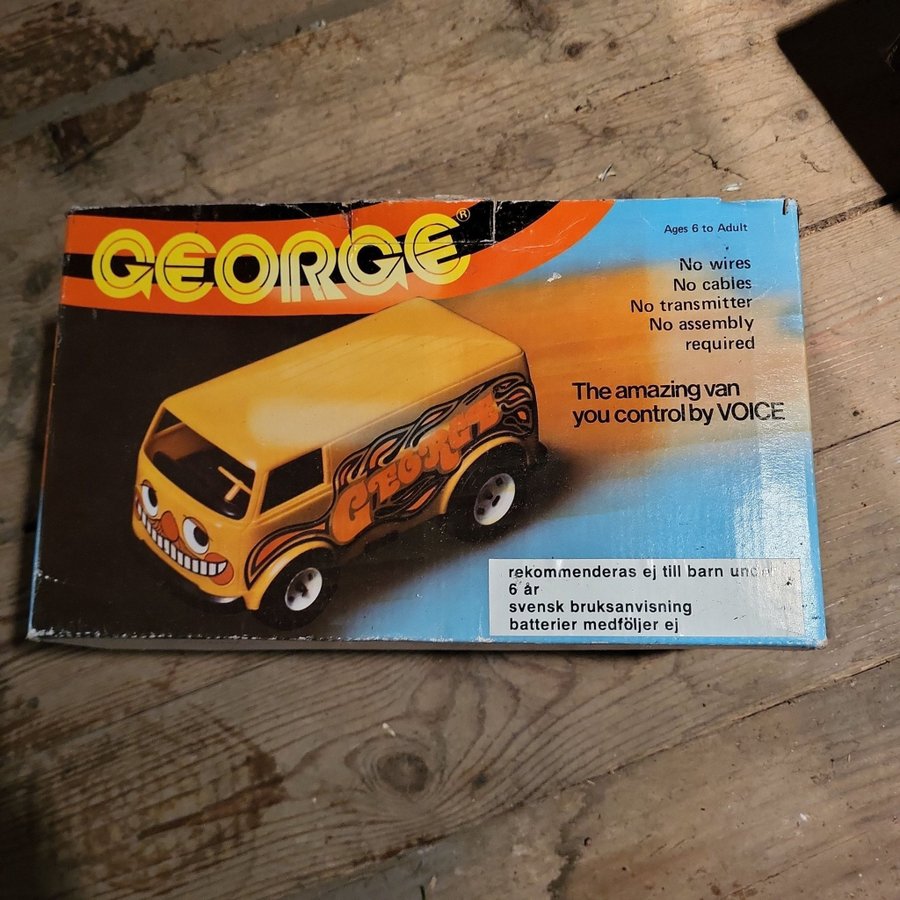 GEORGE®
Ages 6 to Adult
No wires
No cables
No transmitter
No assembly
required
The amazing van
you control by VOICE
GEORGE
rekommenderas ej till barn under
6 år
svensk bruksanvisning
batterier medföljer ej